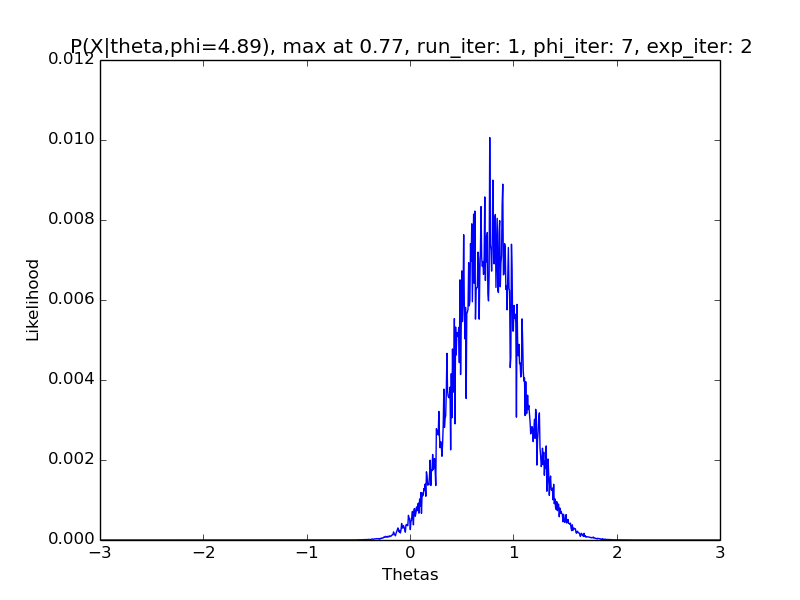 P(X|theta,phi=4.89), max at 0.77, run_iter: 1, phi_iter: 7, exp_iter: 2
0.012
0.010
0.008
0.006
0.004
0.002
0.000
Likelihood
−3 −2 −1 0 1 2 3
Thetas